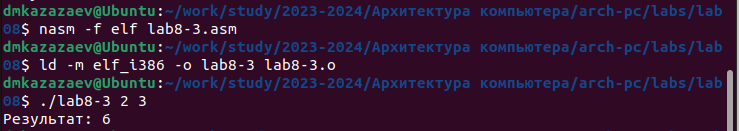 dmkazazaev@Ubuntu:~/work/study/2023-2024/Архитектура компьютера/arch-pc/labs/lab
08$ nasm -f elf lab8-3.asm
dmkazazaev@Ubuntu:~/work/study/2023-2024/Архитектура компьютера/arch-pc/labs/lab
08$ ld -m elf_i386 -o lab8-3 lab8-3.o
dmkazazaev@Ubuntu:~/work/study/2023-2024/Архитектура компьютера/arch-pc/labs/lab
08$ ./lab8-3 2 3
Результат: 6